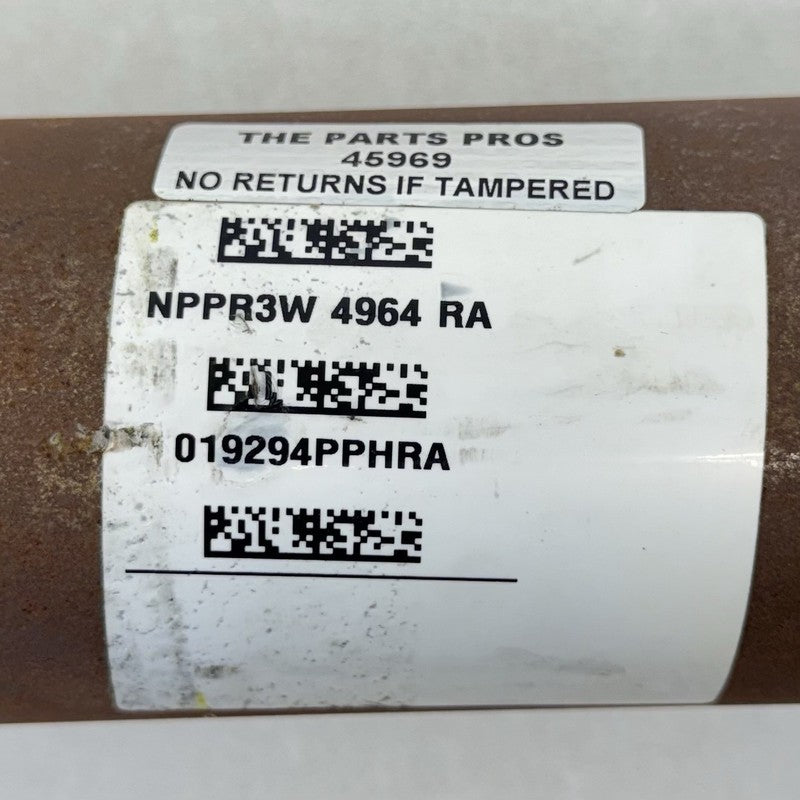 THE PARTS PROS
45969
NO RETURNS IF TAMPERED
NPPR3W 4964 RA
019294PPHRA